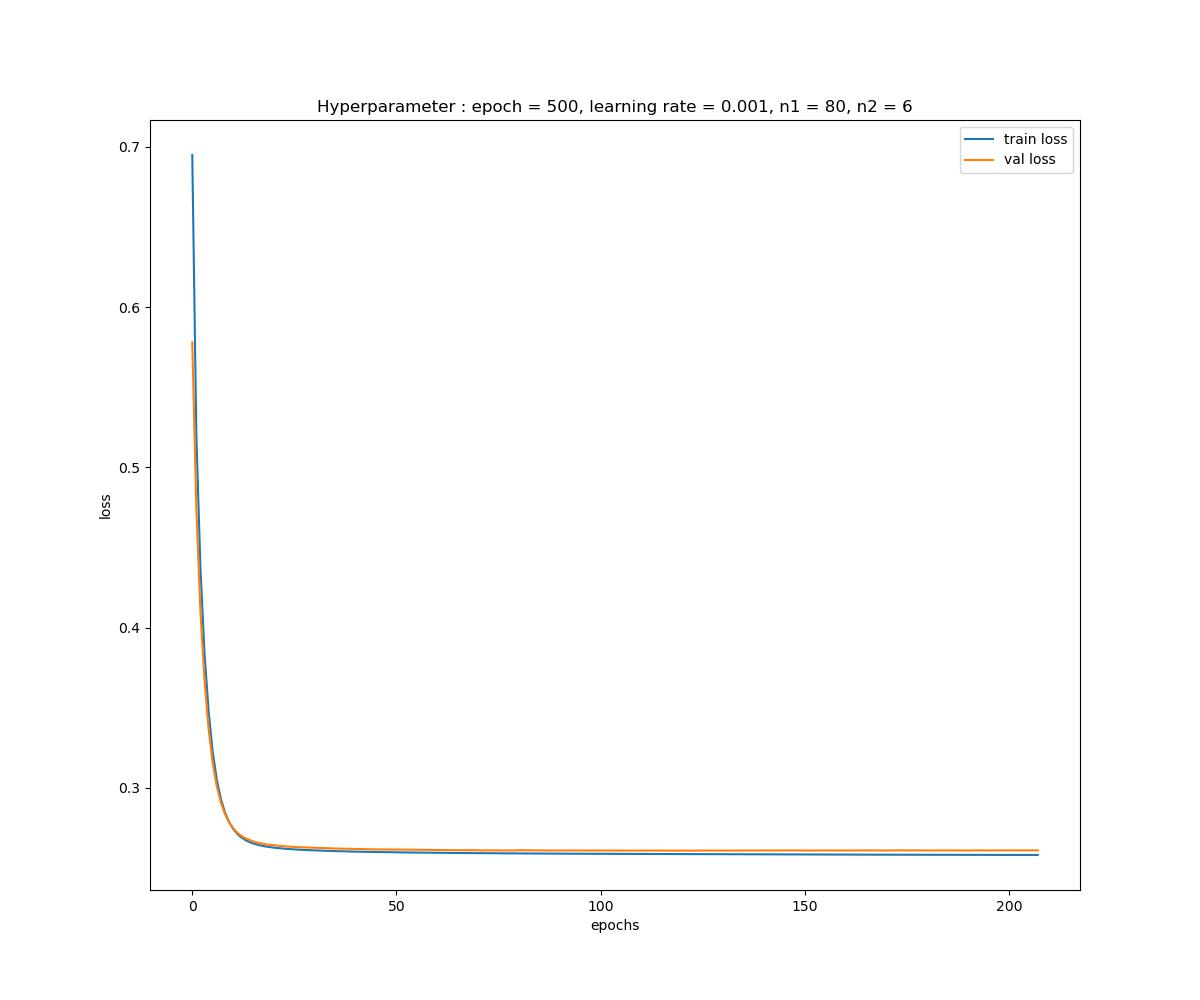 Hyperparameter : epoch = 500, learning rate = 0.001, n1 = 80, n2 = 6
train loss
val loss
0.7
0.6
0.5
0.4
0.3
loss
0
50
100
150
200
epochs